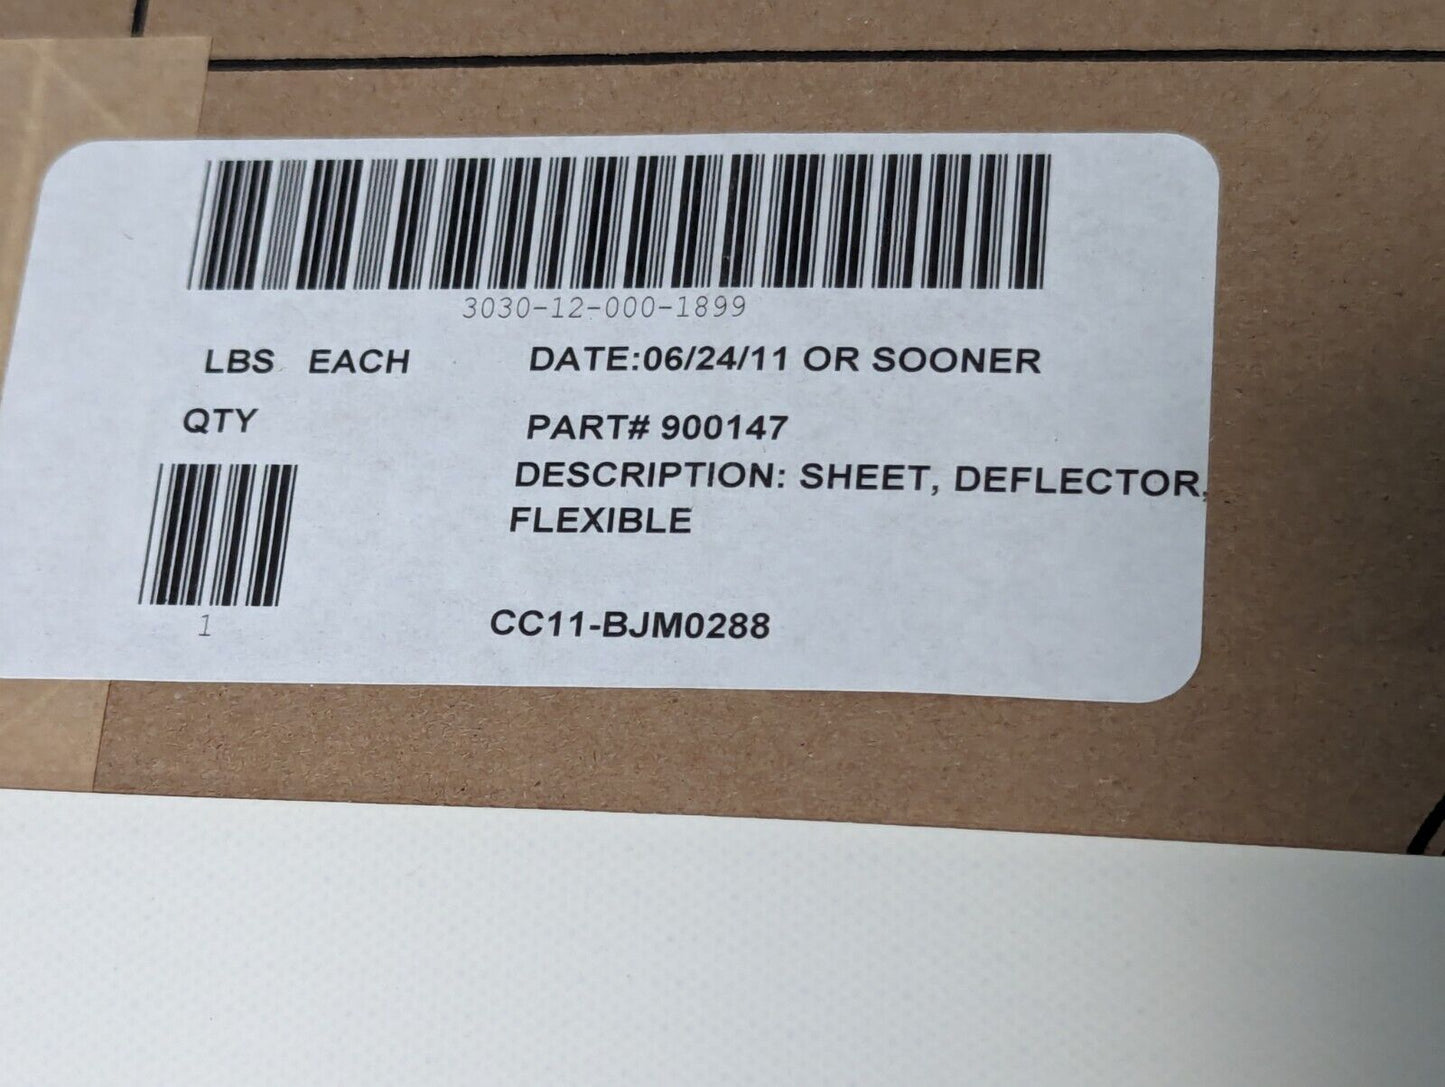 3030-12-000-1899
LBS EACH DATE:06/24/11 OR SOONER
QTY PART# 900147
DESCRIPTION: SHEET, DEFLECTOR,
FLEXIBLE
1 CC11-BJM0288